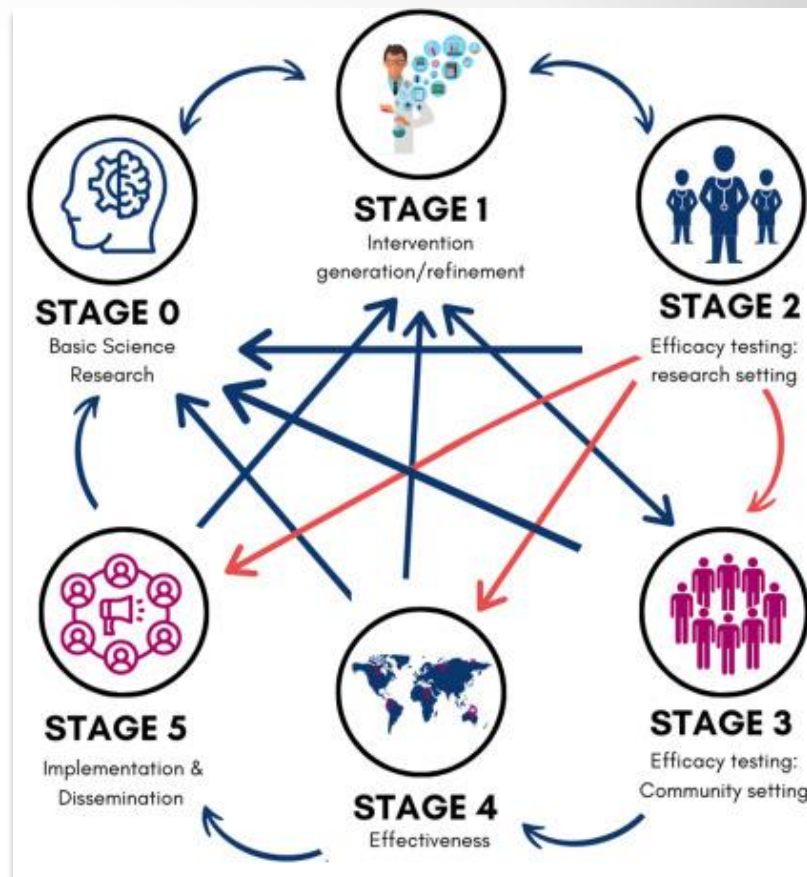 STAGE 1
Intervention
generation/refinement
STAGE 0
Basic Science
Research
STAGE 2
Efficacy testing:
research setting
STAGE 5
Implementation &
Dissemination
STAGE 4
Effectiveness
STAGE 3
Efficacy testing:
Community setting